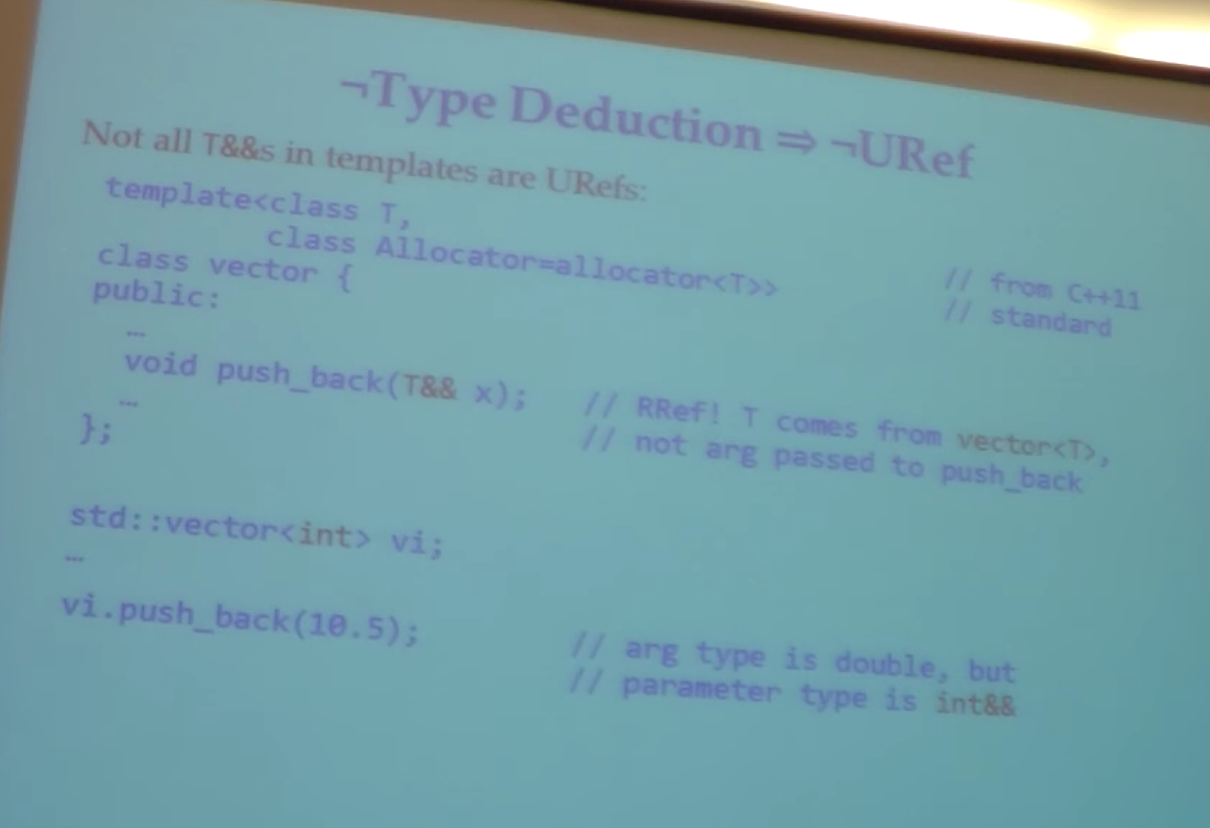 ¬Type Deduction ⇒ ¬URef
Not all T&&s in templates are URefs:
template<class T,
class Allocator=allocator<T>>
// from C++11
class vector {
// standard
public:
…
void push_back(T&& x);
// RRef! T comes from vector<T>,
…
// not arg passed to push_back
};
std::vector<int> vi;
…
vi.push_back(10.5);
// arg type is double, but
// parameter type is int&&